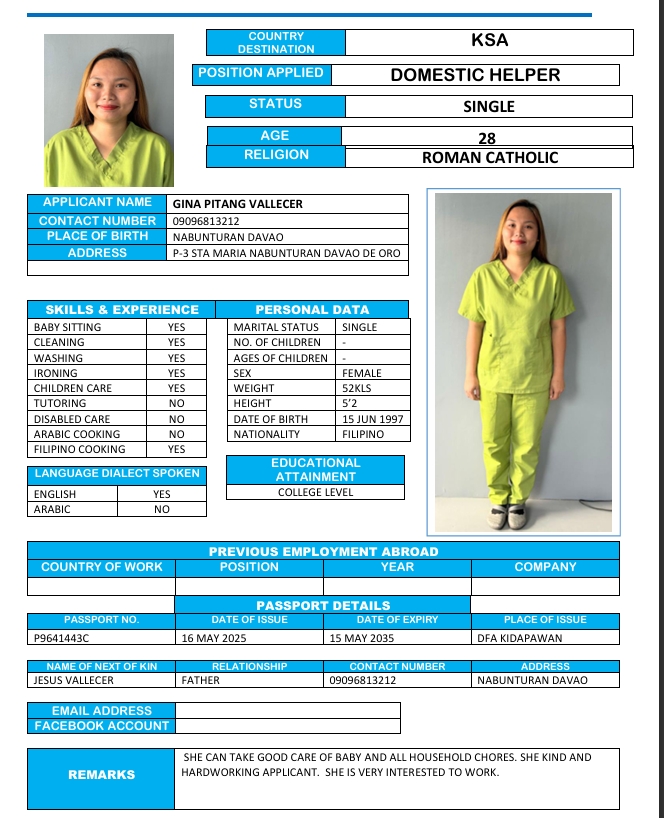 COUNTRY DESTINATION KSA
POSITION APPLIED DOMESTIC HELPER
STATUS SINGLE
AGE 28
RELIGION ROMAN CATHOLIC
APPLICANT NAME GINA PITANG VALLECER
CONTACT NUMBER 09096813212
PLACE OF BIRTH NABUNTURAN DAVAO
ADDRESS P-3 STA MARIA NABUNTURAN DAVAO DE ORO
SKILLS & EXPERIENCE
BABY SITTING YES
CLEANING YES
WASHING YES
IRONING YES
CHILDREN CARE YES
TUTORING NO
DISABLED CARE NO
ARABIC COOKING NO
FILIPINO COOKING YES
LANGUAGE DIALECT SPOKEN
ENGLISH YES
ARABIC NO
PERSONAL DATA
MARITAL STATUS SINGLE
NO. OF CHILDREN -
AGES OF CHILDREN -
SEX FEMALE
WEIGHT 52KLS
HEIGHT 5’2
DATE OF BIRTH 15 JUN 1997
NATIONALITY FILIPINO
EDUCATIONAL
ATTAINMENT
COLLEGE LEVEL
PREVIOUS EMPLOYMENT ABROAD
COUNTRY OF WORK POSITION YEAR COMPANY
PASSPORT DETAILS
PASSPORT NO. DATE OF ISSUE DATE OF EXPIRY PLACE OF ISSUE
P9641443C 16 MAY 2025 15 MAY 2035 DFA KIDAPAWAN
NAME OF NEXT OF KIN RELATIONSHIP CONTACT NUMBER ADDRESS
JESUS VALLECER FATHER 09096813212 NABUNTURAN DAVAO
EMAIL ADDRESS
FACEBOOK ACCOUNT
REMARKS
SHE CAN TAKE GOOD CARE OF BABY AND ALL HOUSEHOLD CHORES. SHE KIND AND
HARDWORKING APPLICANT. SHE IS VERY INTERESTED TO WORK.